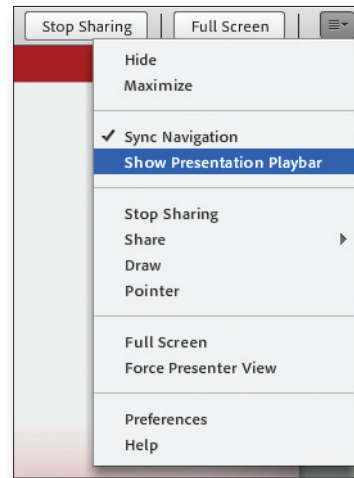 Stop Sharing Full Screen
Hide
Maximize
✓ Sync Navigation
Show Presentation Playbar
Stop Sharing
Share
Draw
Pointer
Full Screen
Force Presenter View
Preferences
Help